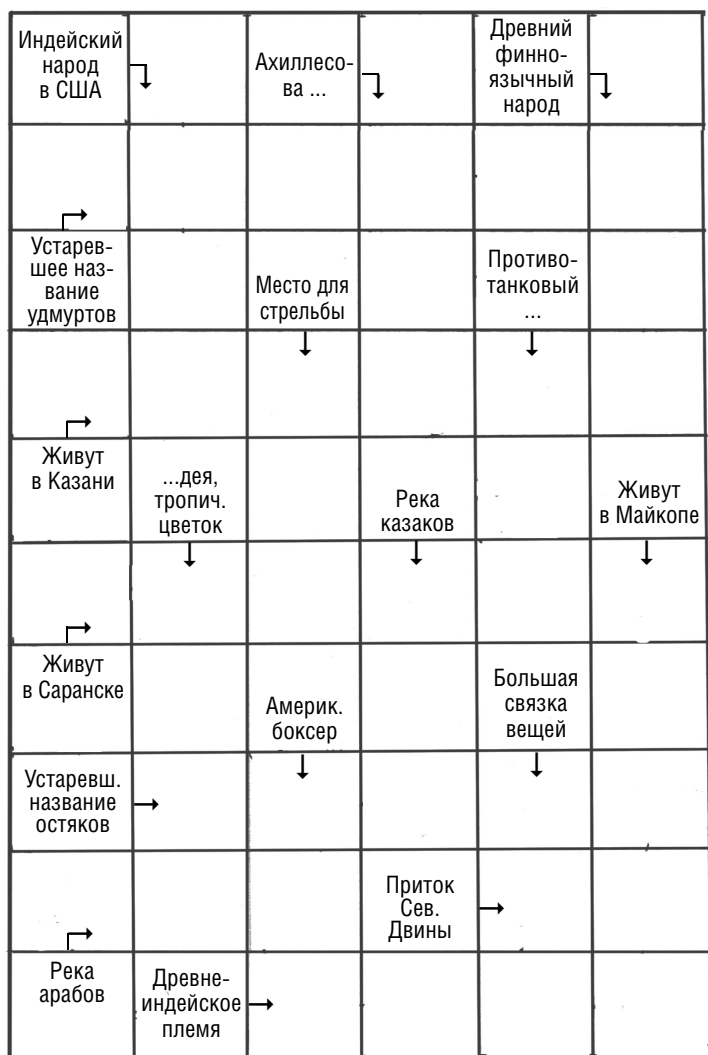 Индейский
народ
в США
Ахиллесо-
ва ...
Древний
финно-
язычный
народ
Устарев-
шее наз-
вание
удмуртов
Место для
стрельбы
Противо-
танковый
...
Живут
в Казани
...дея,
тропич.
цветок
Река
казаков
Живут
в Майкопе
Живут
в Саранске
Америк.
боксер
Большая
связка
вещей
Устаревш.
название
остяков
Приток
Сев.
Двины
Река
арабов
Древне-
индейское
племя